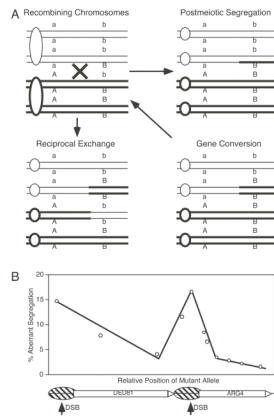 A
Recombining Chromosomes
Postmeiotic Segregation
a b
a b
a b
a b
a b
a B
a B
A b
A B
A B
A B
A B
Reciprocal Exchange
Gene Conversion
a b
a b
a B
a B
A b
A B
A B
A B
B
20
15
10
5
0
% Aberrant Segregation
Relative Position of Mutant Allele
DED81
ARG4
DSB
DSB